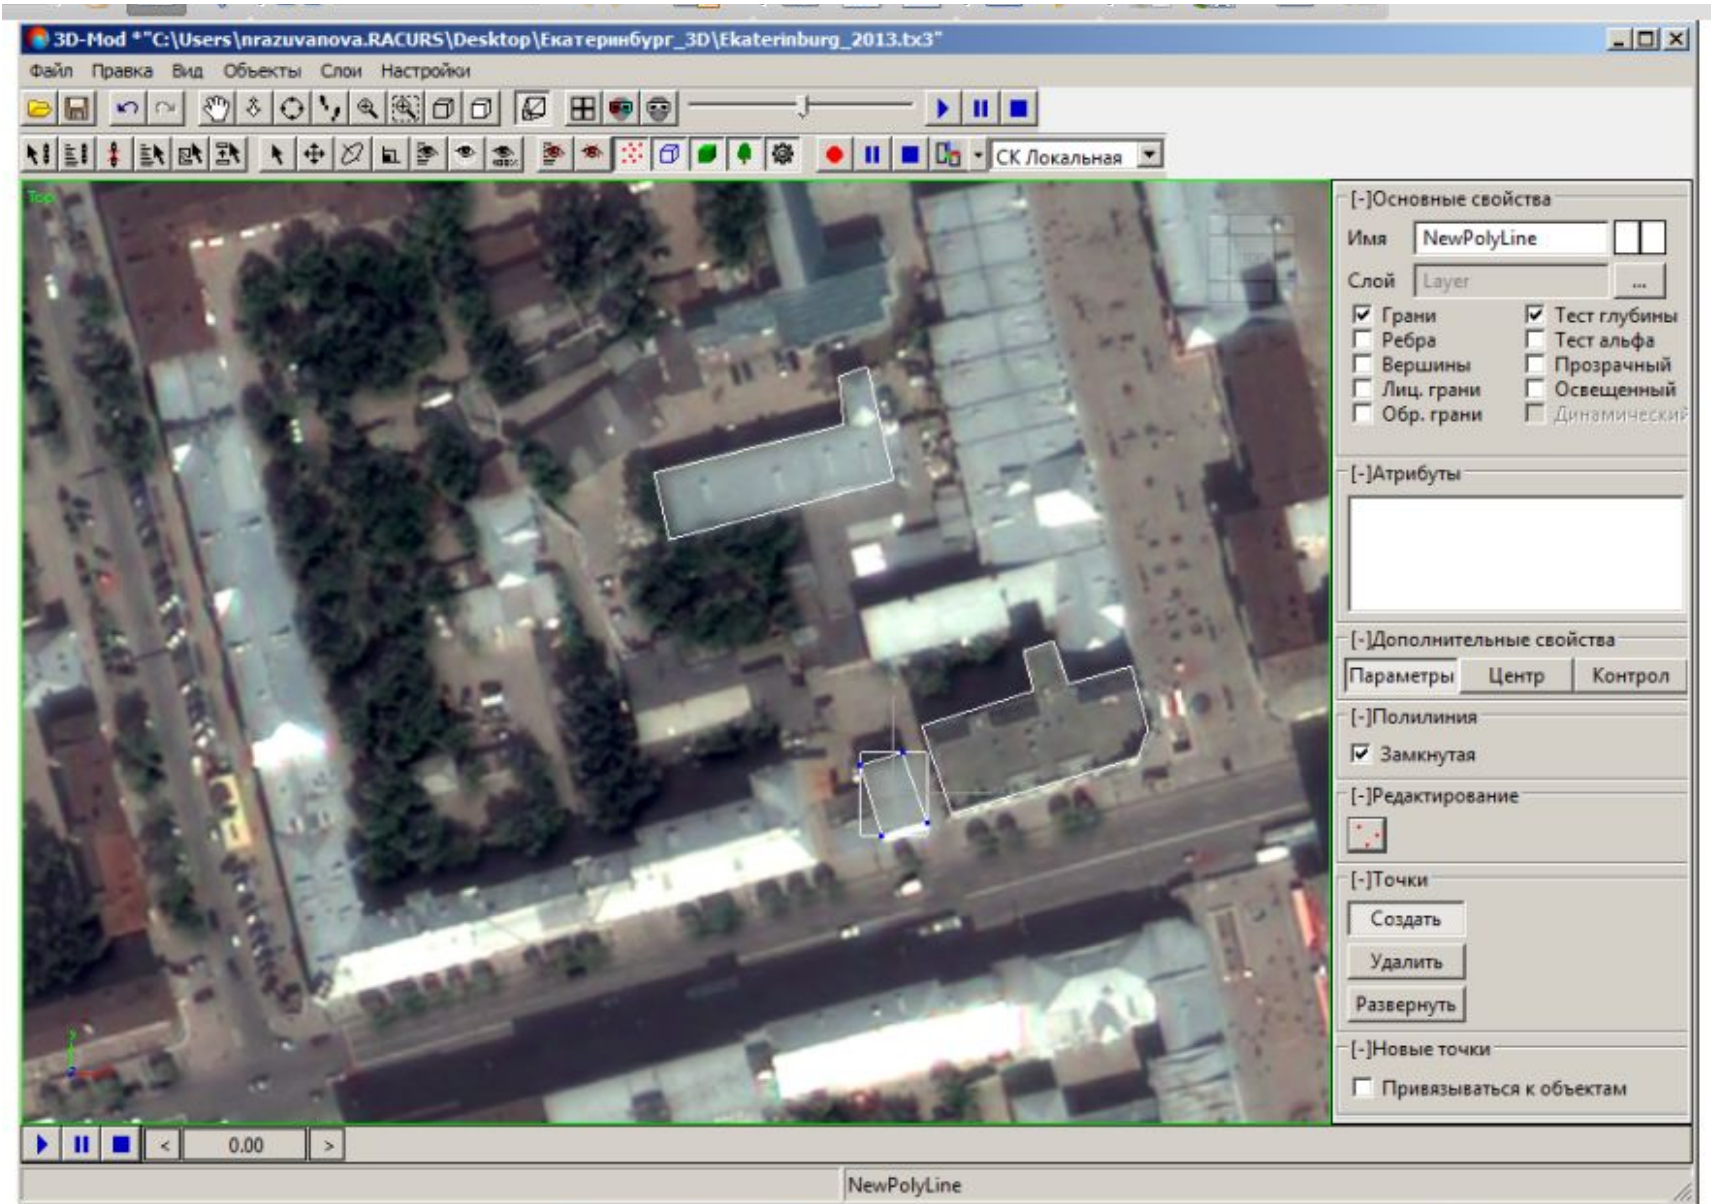 3D-Mod *"C:\Users\nrazuvanova.RACURS\Desktop\Екатеринбург_3D\Ekaterinburg_2013.tx3"
Файл Правка Вид Объекты Слои Настройки
СК Локальная
Top
[-]Основные свойства
Имя NewPolyLine
Слой Layer ...
Грани Тест глубины
Ребра Тест альфа
Вершины Прозрачный
Лиц. грани Освещенный
Обр. грани Динамический
[-]Атрибуты
[-]Дополнительные свойства
Параметры Центр Контрол
[-]Полилиния
Замкнутая
[-]Редактирование
[-]Точки
Создать
Удалить
Развернуть
[-]Новые точки
Привязываться к объектам
< 0.00 >
NewPolyLine